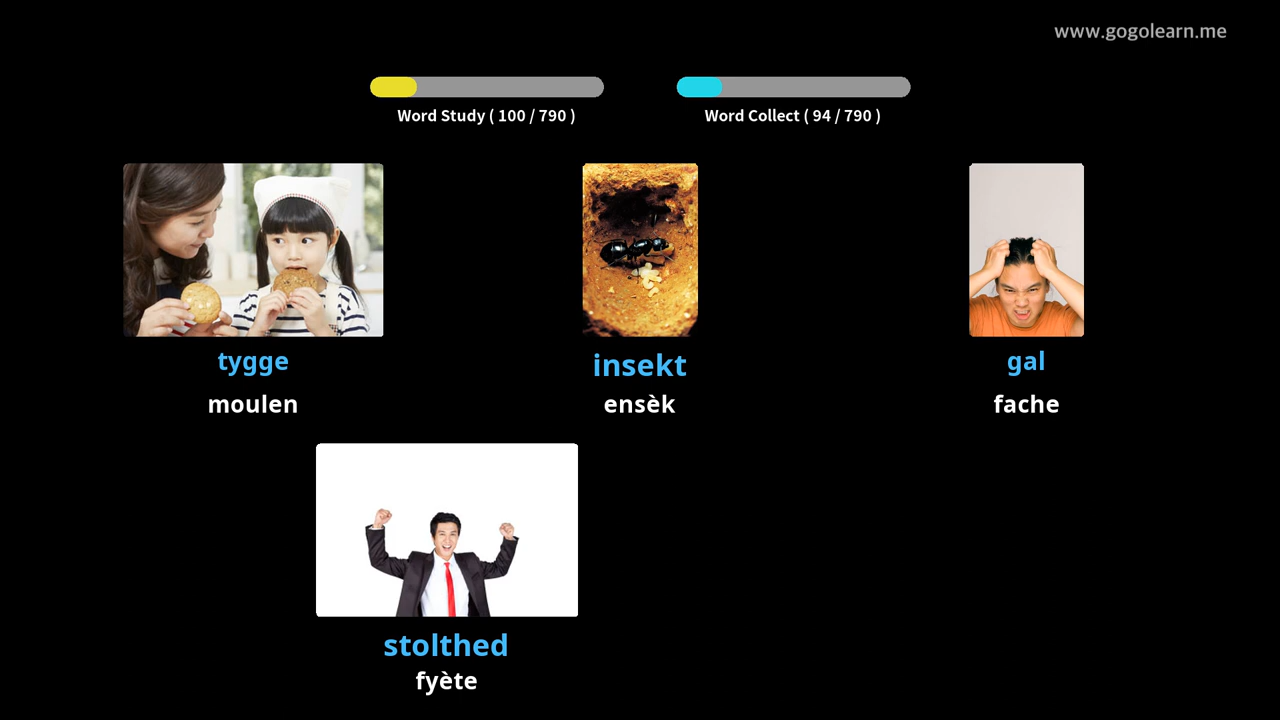 www.gogolearn.me
Word Study ( 100 / 790 )
Word Collect ( 94 / 790 )
tygge
moulen
insekt
ensèk
gal
fache
stolthed
fyète